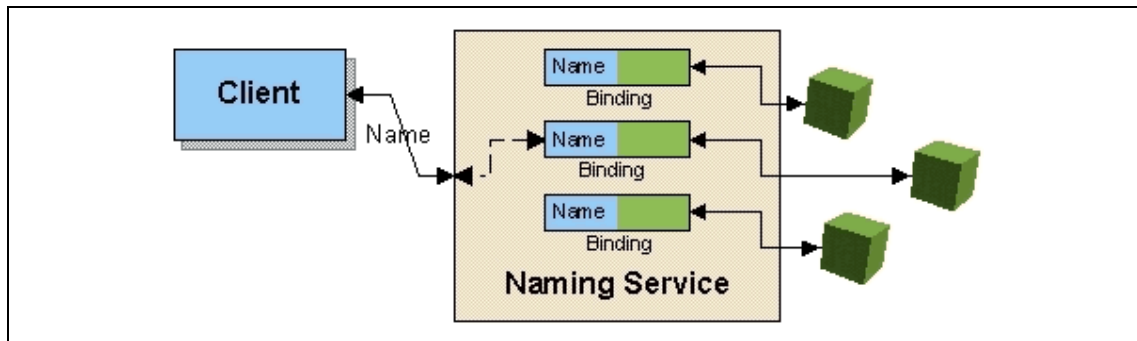 Client
Name
Name
Binding
Name
Binding
Name
Binding
Naming Service